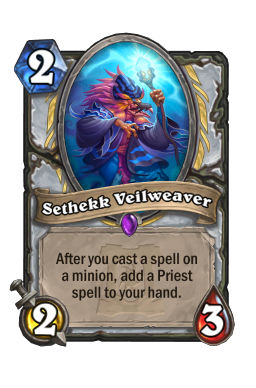 2
Sethekk Veilweaver
After you cast a spell on
a minion, add a Priest
spell to your hand.
2
3